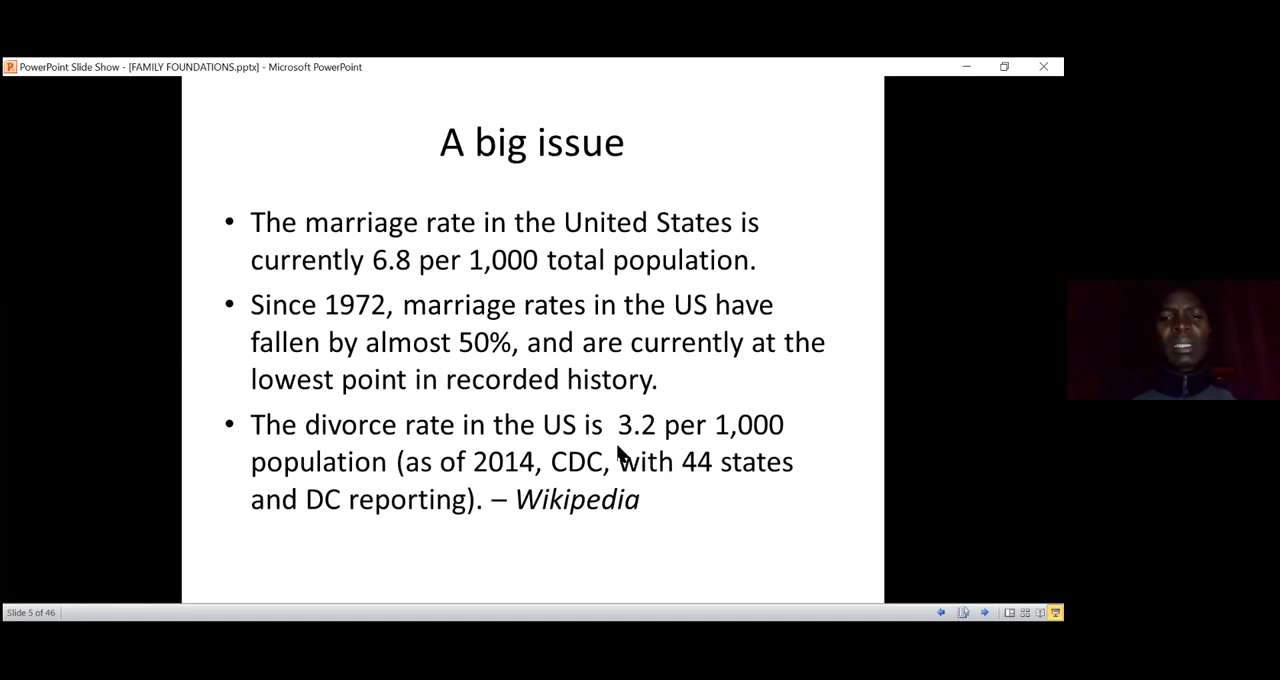 PowerPoint Slide Show - [FAMILY FOUNDATIONS.pptx] - Microsoft PowerPoint
A big issue
• The marriage rate in the United States is
currently 6.8 per 1,000 total population.
• Since 1972, marriage rates in the US have
fallen by almost 50%, and are currently at the
lowest point in recorded history.
• The divorce rate in the US is 3.2 per 1,000
population (as of 2014, CDC, with 44 states
and DC reporting). – Wikipedia
Slide 5 of 46